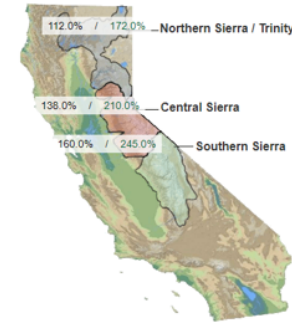 112.0% / 172.0% Northern Sierra / Trinity
138.0% / 210.0% Central Sierra
160.0% / 245.0% Southern Sierra